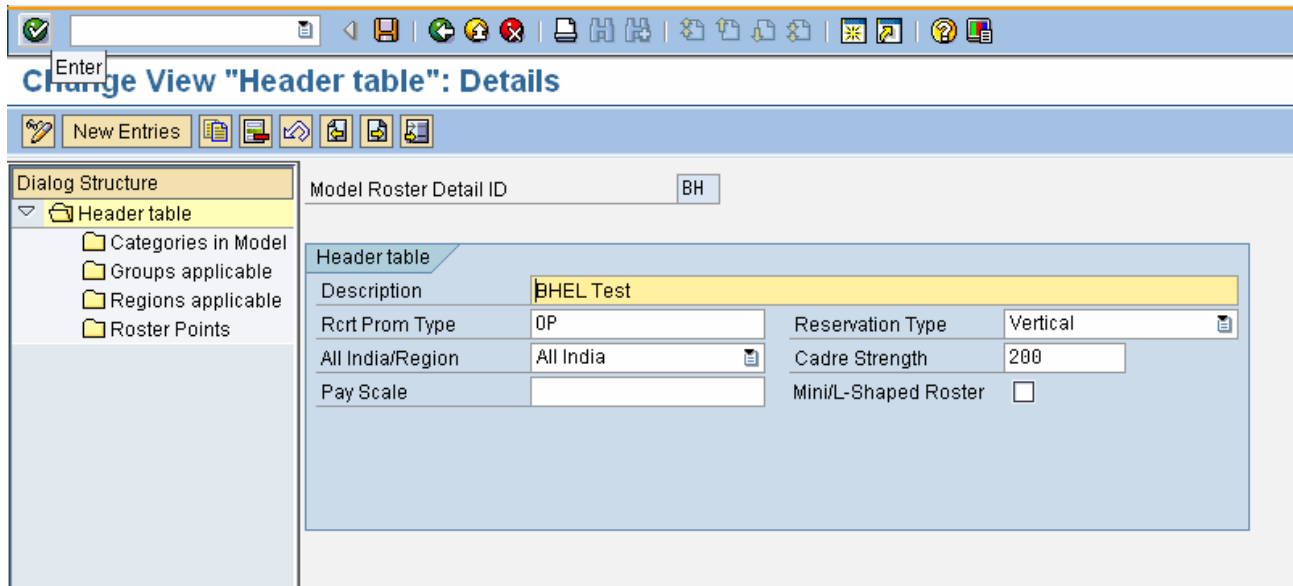 Enter
Change View "Header table": Details
New Entries
Dialog Structure
Header table
Categories in Model
Groups applicable
Regions applicable
Roster Points
Model Roster Detail ID BH
Header table
Description BHEL Test
Rcrt Prom Type OP Reservation Type Vertical
All India/Region All India Cadre Strength 200
Pay Scale Mini/L-Shaped Roster